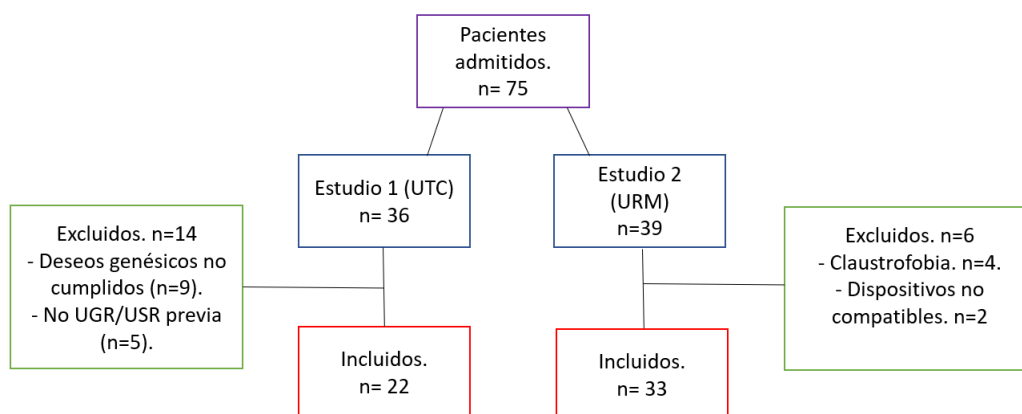 Pacientes
admitidos.
n= 75
Estudio 1 (UTC)
n= 36
Estudio 2
(URM)
n=39
Excluidos. n=14
- Deseos genésicos no
cumplidos (n=9).
- No UGR/USR previa
(n=5).
Excluidos. n=6
- Claustrofobia. n=4.
- Dispositivos no
compatibles. n=2
Incluidos.
n= 22
Incluidos.
n= 33